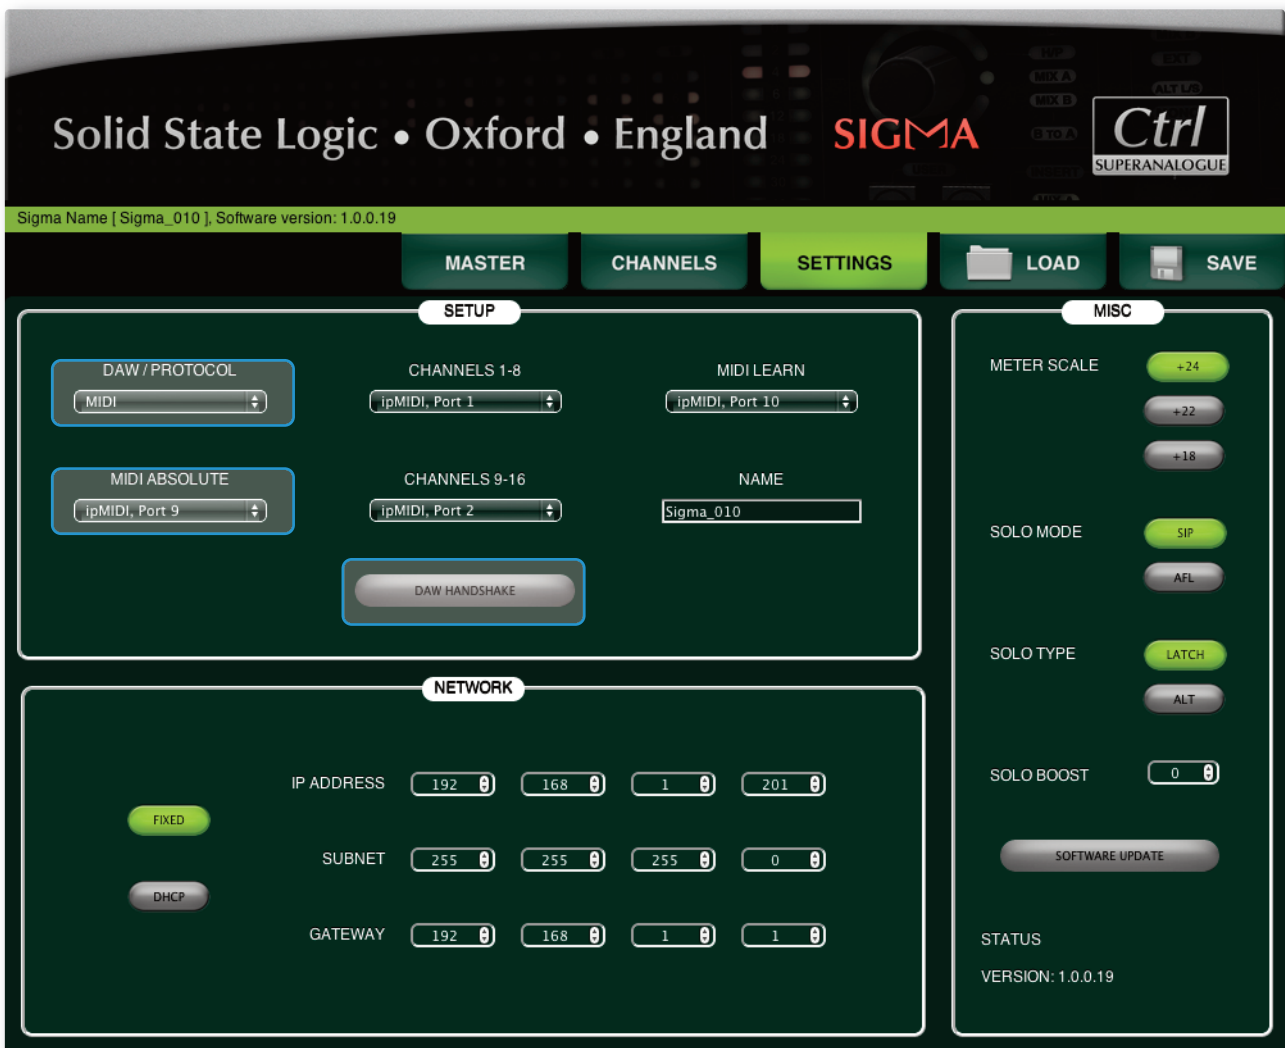 H/P
MIX A
MIX B
B TO A
EXT
ALT L/S
Solid State Logic • Oxford • England
SIGMA
Ctrl
SUPERANALOGUE
Sigma Name [ Sigma_010 ], Software version: 1.0.0.19
MASTER
CHANNELS
SETTINGS
LOAD
SAVE
SETUP
DAW / PROTOCOL
MIDI
CHANNELS 1-8
ipMIDI, Port 1
MIDI LEARN
ipMIDI, Port 10
MIDI ABSOLUTE
ipMIDI, Port 9
CHANNELS 9-16
ipMIDI, Port 2
NAME
Sigma_010
DAW HANDSHAKE
NETWORK
FIXED
DHCP
IP ADDRESS 192 168 1 201
SUBNET 255 255 255 0
GATEWAY 192 168 1 1
MISC
METER SCALE
+24
+22
+18
SOLO MODE
SIP
AFL
SOLO TYPE
LATCH
ALT
SOLO BOOST 0
SOFTWARE UPDATE
STATUS
VERSION: 1.0.0.19